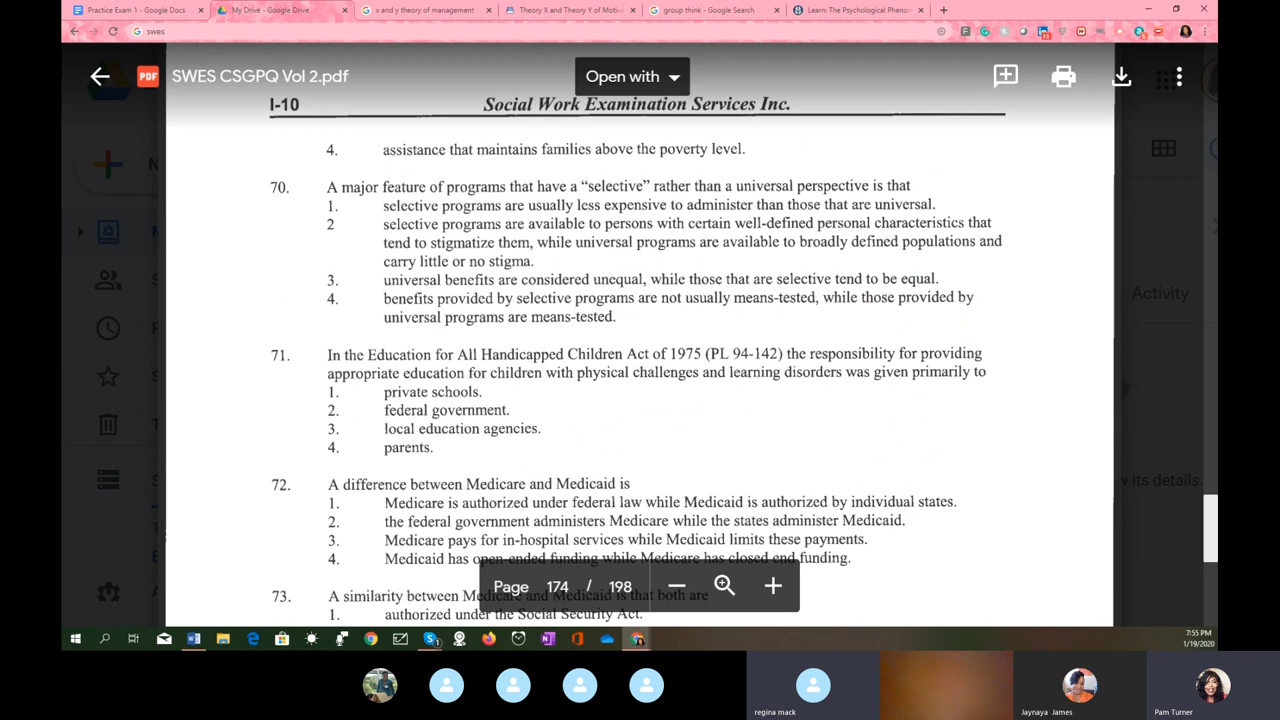 Practice Exam 1 - Google Docs
My Drive - Google Drive
x and y theory of management
Theory X and Theory Y of Motiva
group think - Google Search
Learn: The Psychological Phenom
swes
PDF
SWES CSGPQ Vol 2.pdf
Open with
I-10
Social Work Examination Services Inc.
4. assistance that maintains families above the poverty level.
70. A major feature of programs that have a “selective” rather than a universal perspective is that
1. selective programs are usually less expensive to administer than those that are universal.
2 selective programs are available to persons with certain well-defined personal characteristics that
tend to stigmatize them, while universal programs are available to broadly defined populations and
carry little or no stigma.
3. universal benefits are considered unequal, while those that are selective tend to be equal.
4. benefits provided by selective programs are not usually means-tested, while those provided by
universal programs are means-tested.
Activity
71. In the Education for All Handicapped Children Act of 1975 (PL 94-142) the responsibility for providing
appropriate education for children with physical challenges and learning disorders was given primarily to
1. private schools.
2. federal government.
3. local education agencies.
4. parents.
72. A difference between Medicare and Medicaid is
w its details.
1. Medicare is authorized under federal law while Medicaid is authorized by individual states.
2. the federal government administers Medicare while the states administer Medicaid.
3. Medicare pays for in-hospital services while Medicaid limits these payments.
4. Medicaid has open-ended funding while Medicare has closed end funding.
Page 174 / 198
73. A similarity between Medicare and Medicaid is that both are
1. authorized under the Social Security Act.
7:55 PM
1/19/2020
regina mack
Jaynaya James
Pam Turner